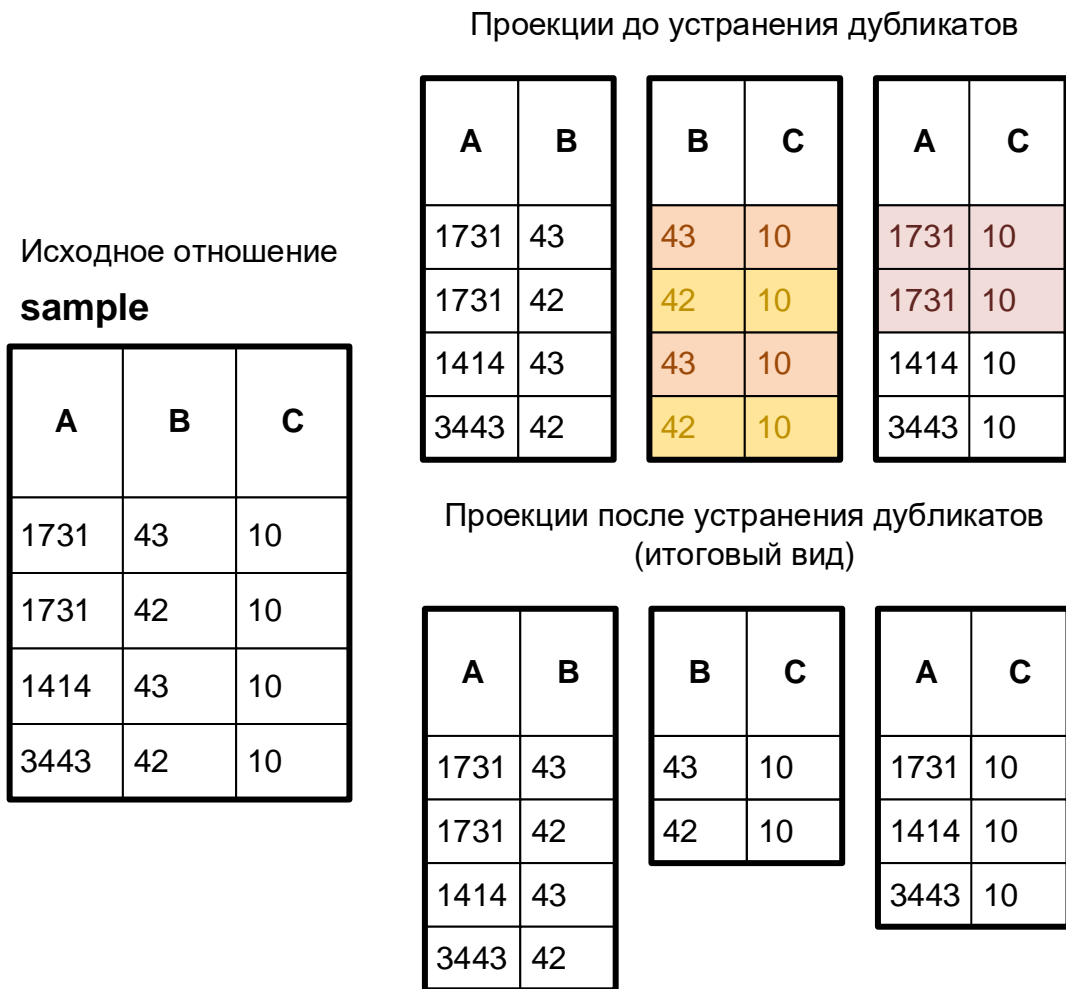 Проекции до устранения дубликатов
A B
1731 43
1731 42
1414 43
3443 42
B C
43 10
42 10
43 10
42 10
A C
1731 10
1731 10
1414 10
3443 10
Исходное отношение
sample
A B C
1731 43 10
1731 42 10
1414 43 10
3443 42 10
Проекции после устранения дубликатов
(итоговый вид)
A B
1731 43
1731 42
1414 43
3443 42
B C
43 10
42 10
A C
1731 10
1414 10
3443 10